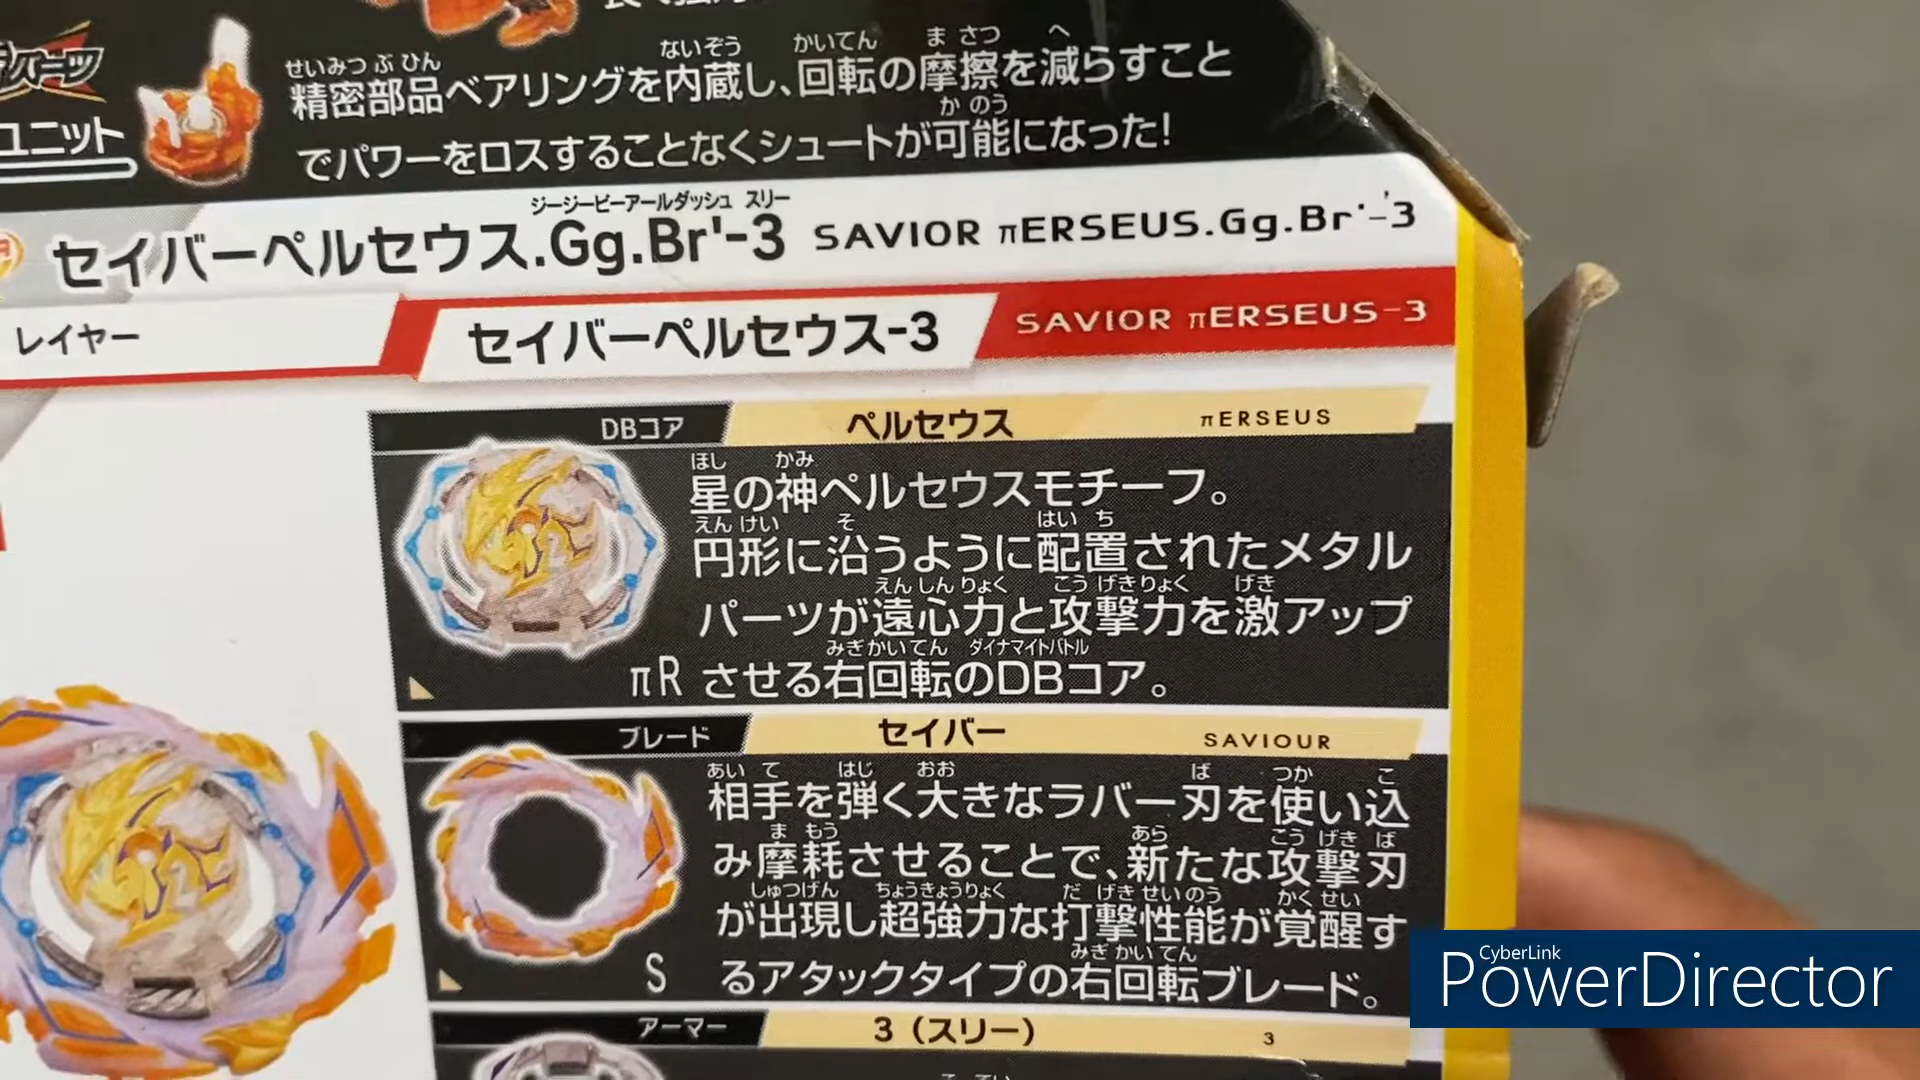 精密部品ベアリングを内蔵し、回転の摩擦を減らすこと
せいみつ ぶ ひん ないぞう かいてん ま さつ へ
ユニット
でパワーをロスすることなくシュートが可能になった!
か のう
ジージービーアールダッシュ スリー
セイバーペルセウス.Gg.Br'-3 SAVIOR πERSEUS.Gg.Br'-'3
レイヤー セイバーペルセウス-3 SAVIOR πERSEUS-3
DBコア ペルセウス πERSEUS
ほし かみ
星の神ペルセウスモチーフ。
えん けい そ はい ち
円形に沿うように配置されたメタル
えん しん りょく こう げき りょく げき
パーツが遠心力と攻撃力を激アップ
みぎ かい てん ダイナマイトバトル
πR させる右回転のDBコア。
ブレード セイバー SAVIOUR
あい て はじ おお ば つか こ
相手を弾く大きなラバー刃を使い込
ま もう あら こう げき ば
み摩耗させることで、新たな攻撃刃
しゅつげん ちょうきょうりょく だ げき せい のう かく せい
が出現し超強力な打撃性能が覚醒す
みぎ かい てん
S るアタックタイプの右回転ブレード。
アーマー 3（スリー） 3
CyberLink
PowerDirector